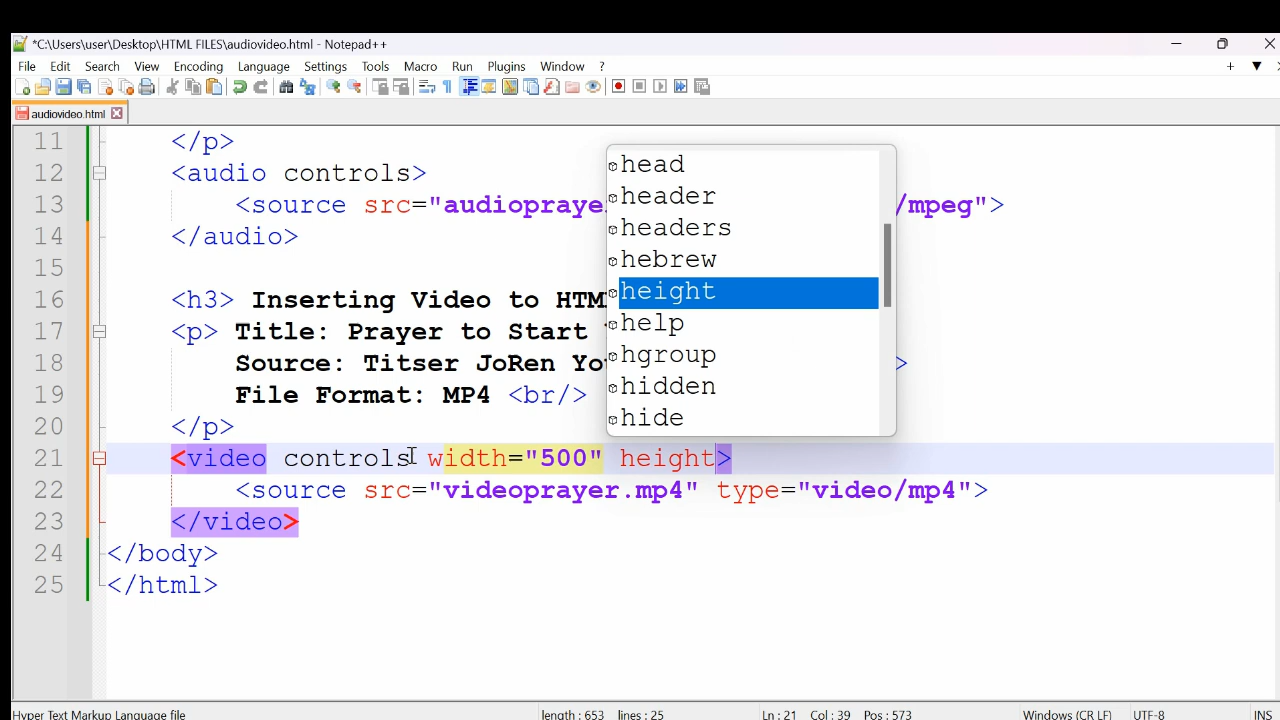 *C:\Users\user\Desktop\HTML FILES\audiovideo.html - Notepad++
File Edit Search View Encoding Language Settings Tools Macro Run Plugins Window ?
audiovideo.html
11 </p>
12 <audio controls>
13 <source src="audioprayer /mpeg">
14 </audio>
15
16 <h3> Inserting Video to HTM
17 <p> Title: Prayer to Start
18 Source: Titser JoRen >
19 File Format: MP4 <br/>
20 </p>
21 <video controls width="500" height>
22 <source src="videoprayer.mp4" type="video/mp4">
23 </video>
24 </body>
25 </html>
head
header
headers
hebrew
height
help
hgroup
hidden
hide
Hyper Text Markup Language file length : 653 lines : 25 Ln : 21 Col : 39 Pos : 573 Windows (CR LF) UTF-8 INS